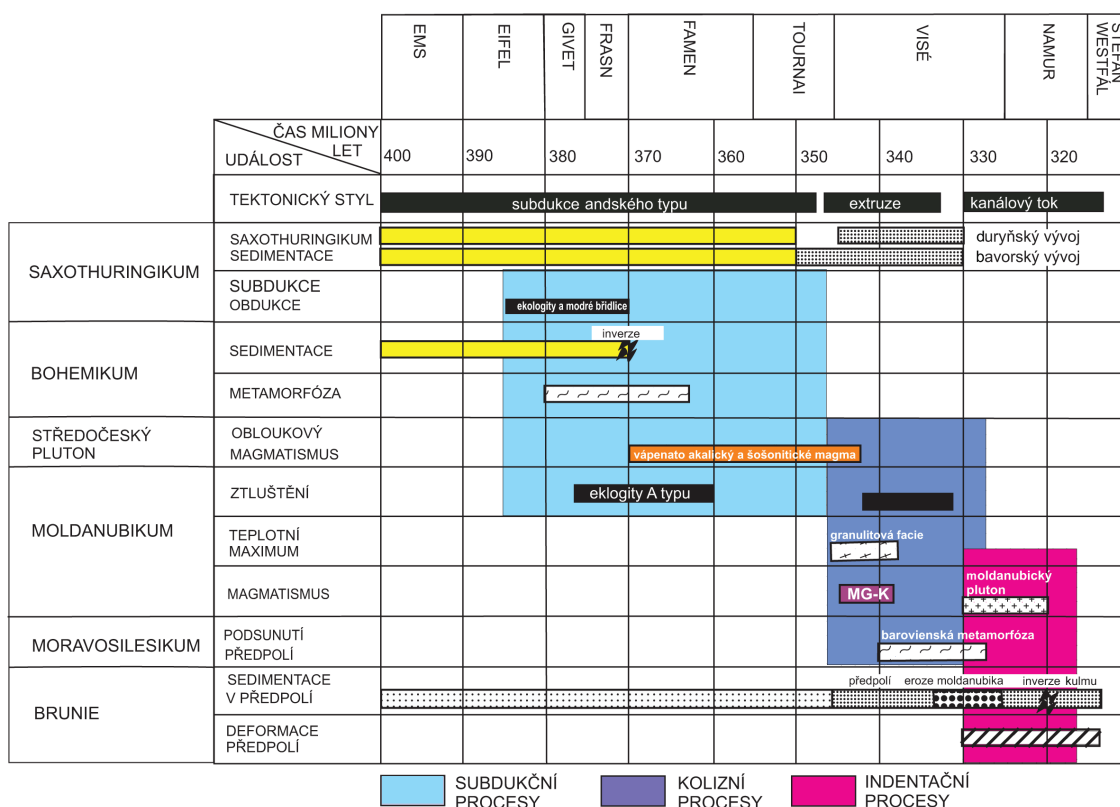 EMS
EIFEL
GIVET
FRASN
FAMEN
TOURNAI
VISÉ
NAMUR
STEFAN
WESTFÁL
ČAS MILIONY
LET
UDÁLOST
400 390 380 370 360 350 340 330 320
TEKTONICKÝ STYL
subdukce andského typu
extruze
kanálový tok
SAXOTHURINGIKUM
SAXOTHURINGIKUM
SEDIMENTACE
duryňský vývoj
bavorský vývoj
SUBDUKCE
OBDUKCE
ekologity a modré břidlice
BOHEMIKUM
SEDIMENTACE
inverze
METAMORFÓZA
STŘEDOČESKÝ
PLUTON
OBLOUKOVÝ
MAGMATISMUS
vápenato akalický a šošonitické magma
MOLDANUBIKUM
ZTLUŠTĚNÍ
eklogity A typu
TEPLOTNÍ
MAXIMUM
granulitová facie
MAGMATISMUS
MG-K
moldanubický
pluton
MORAVOSILESIKUM
PODSUNUTÍ
PŘEDPOLÍ
barovienská metamorfóza
BRUNIE
SEDIMENTACE
V PŘEDPOLÍ
předpolí
eroze moldanubika
inverze kulmu
DEFORMACE
PŘEDPOLÍ
SUBDUKČNÍ
PROCESY
KOLIZNÍ
PROCESY
INDENTAČNÍ
PROCESY